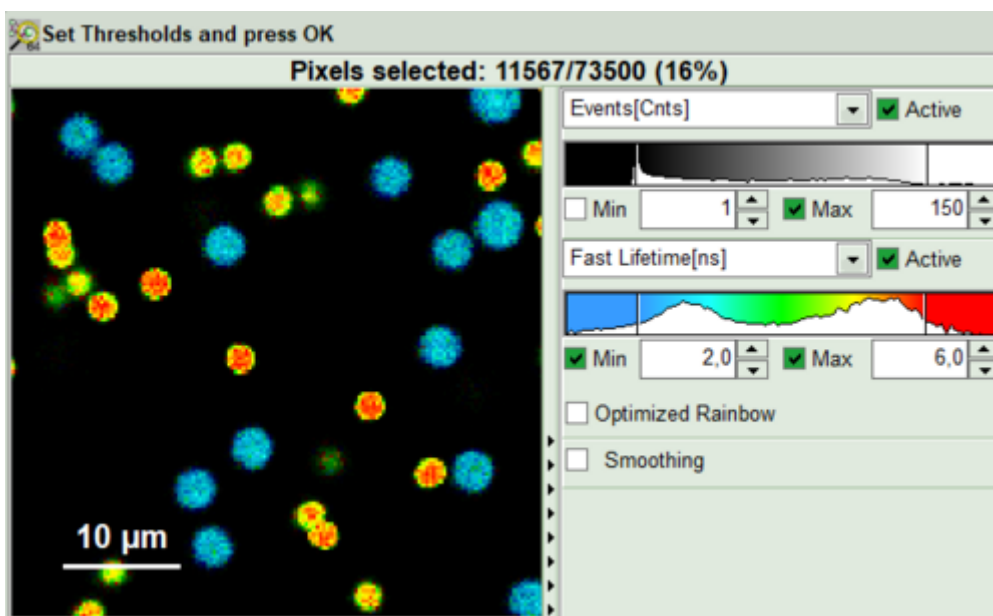 Set Thresholds and press OK
Pixels selected: 11567/73500 (16%)
Events[Cnts] Active
Min 1 Max 150
Fast Lifetime[ns] Active
Min 2,0 Max 6,0
Optimized Rainbow
Smoothing
10 µm